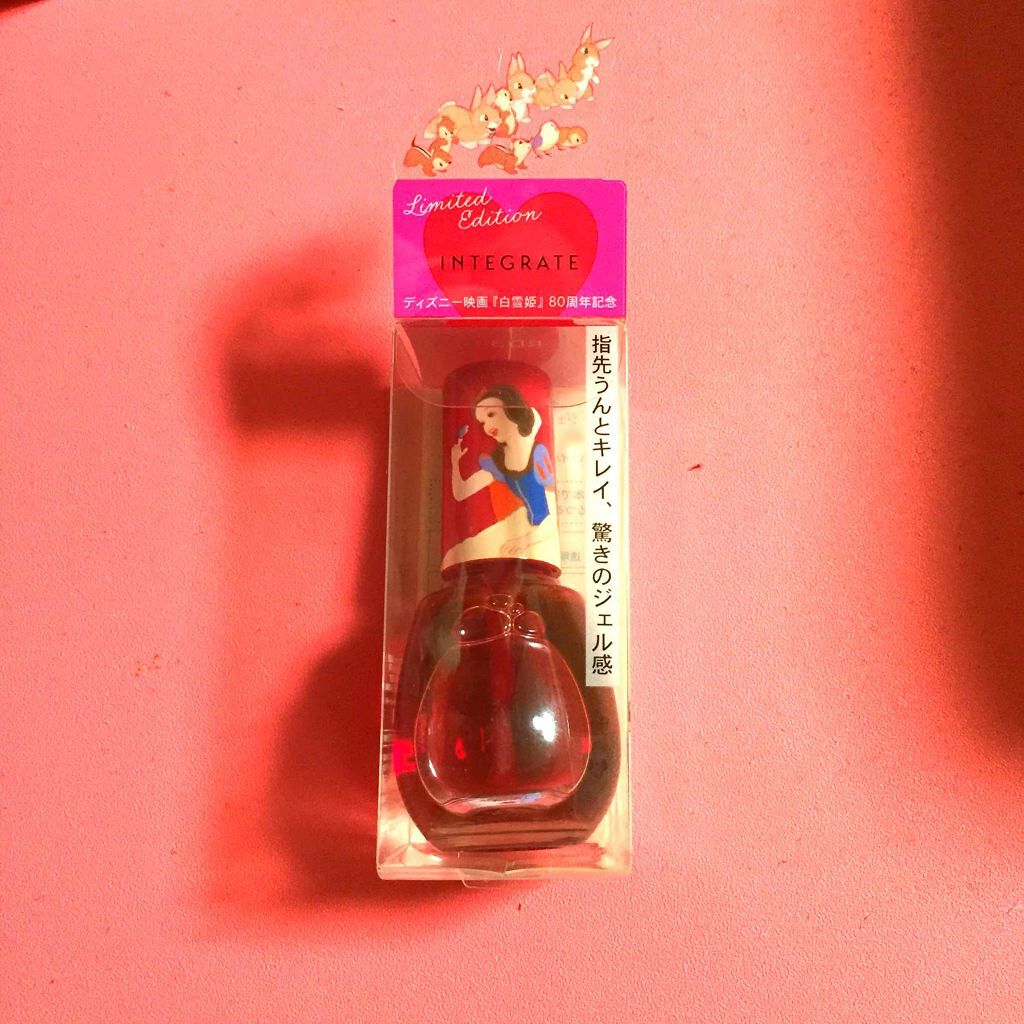 Limited
Edition
INTEGRATE
ディズニー映画『白雪姫』80周年記念
指先うんとキレイ、驚きのジェル感